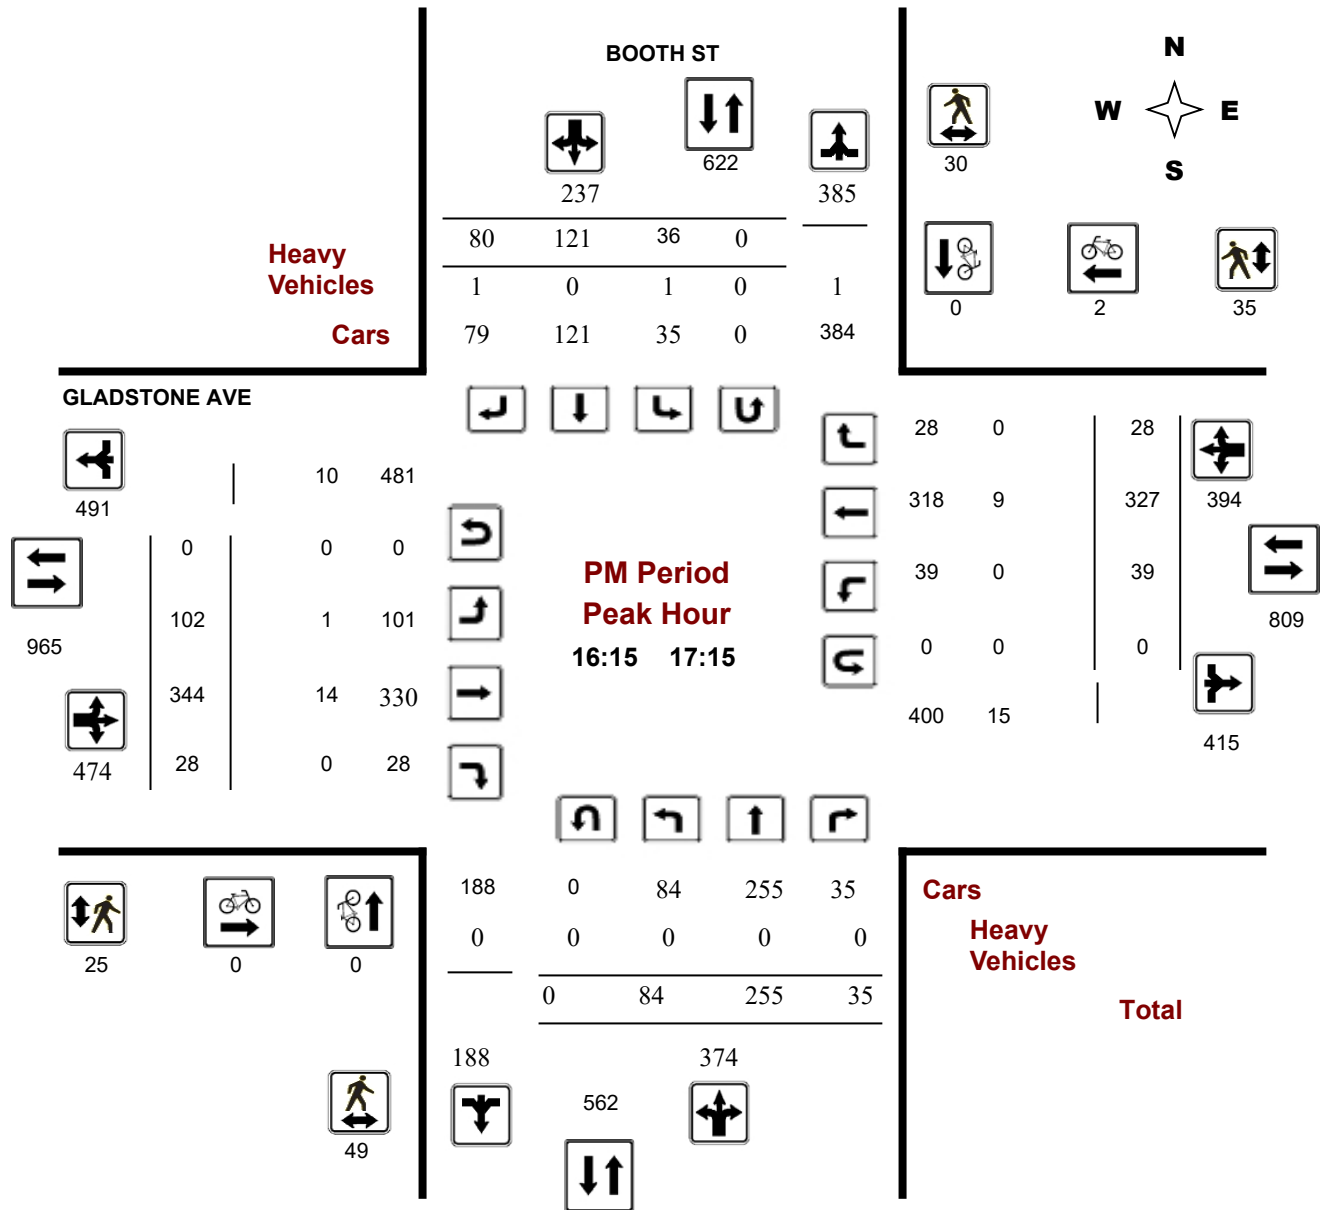 BOOTH ST
N
W E
S
622
30
237
385
80 121 36 0
Heavy
Vehicles
1 0 1 0 1
0 2 35
Cars
79 121 35 0 384
GLADSTONE AVE
28 0 28
10 481
491
318 9 327 394
0 0 0
PM Period
39 0 39
Peak Hour
102 1 101
809
965
16:15 17:15
0 0 0
344 14 330
400 15
415
474 28 0 28
188 0 84 255 35
Cars
0 0 0 0 0
Heavy
Vehicles
25 0 0
0 84 255 35
Total
188 374
562
49